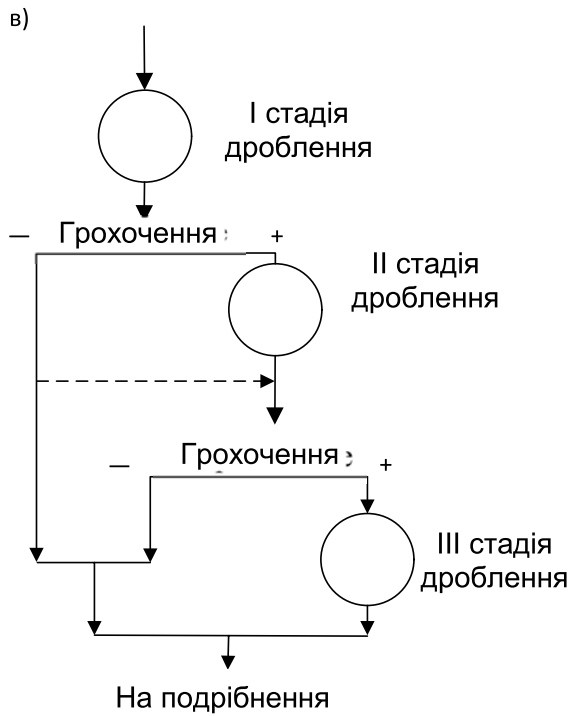 в)
І стадія
дроблення
— Грохочення +
ІІ стадія
дроблення
— Грохочення +
ІІІ стадія
дроблення
На подрібнення